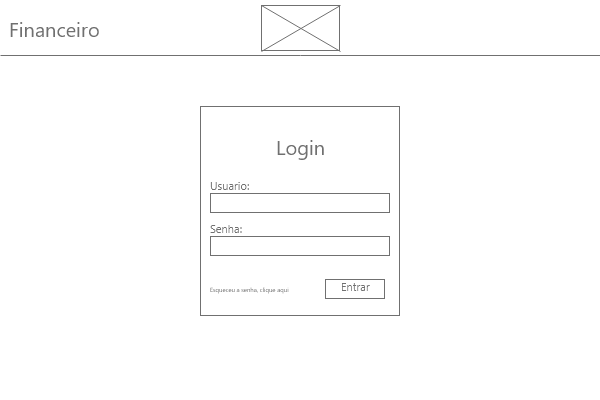 Financeiro
Login
Usuario:
Senha:
Esqueceu a senha, clique aqui
Entrar